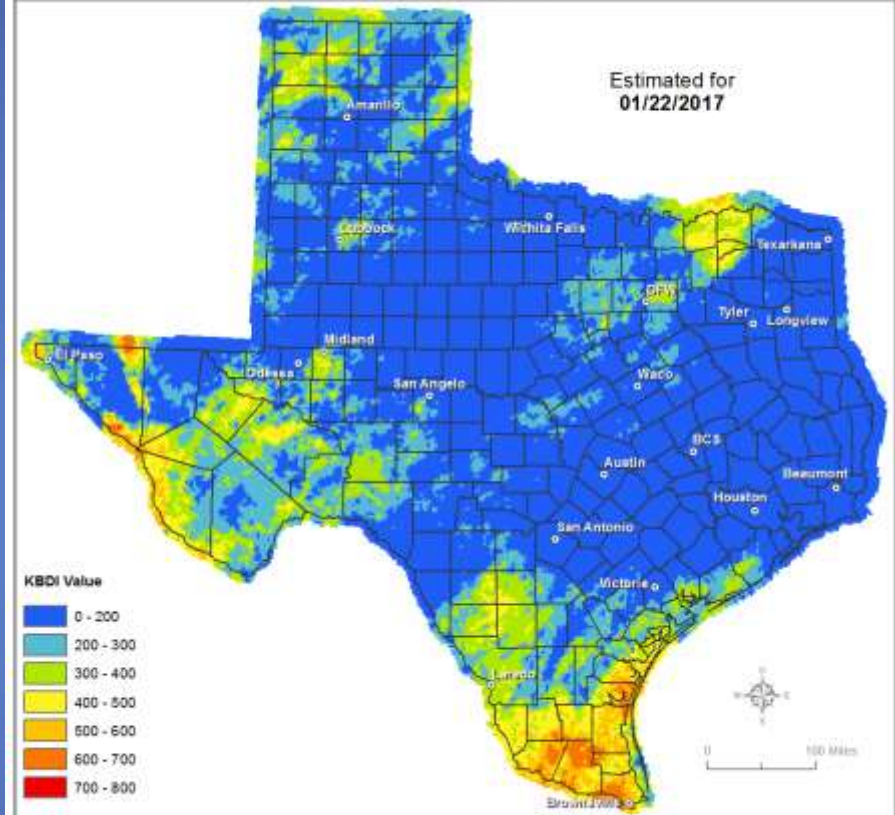 Estimated for
01/22/2017
Amarillo
Lubbock
Wichita Falls
Texarkana
DFW
Tyler
Longview
El Paso
Midland
Odessa
San Angelo
Waco
BCS
Austin
Beaumont
Houston
San Antonio
Victoria
Laredo
Brownsville
KBDI Value
0 - 200
200 - 300
300 - 400
400 - 500
500 - 600
600 - 700
700 - 800
0 100 Miles